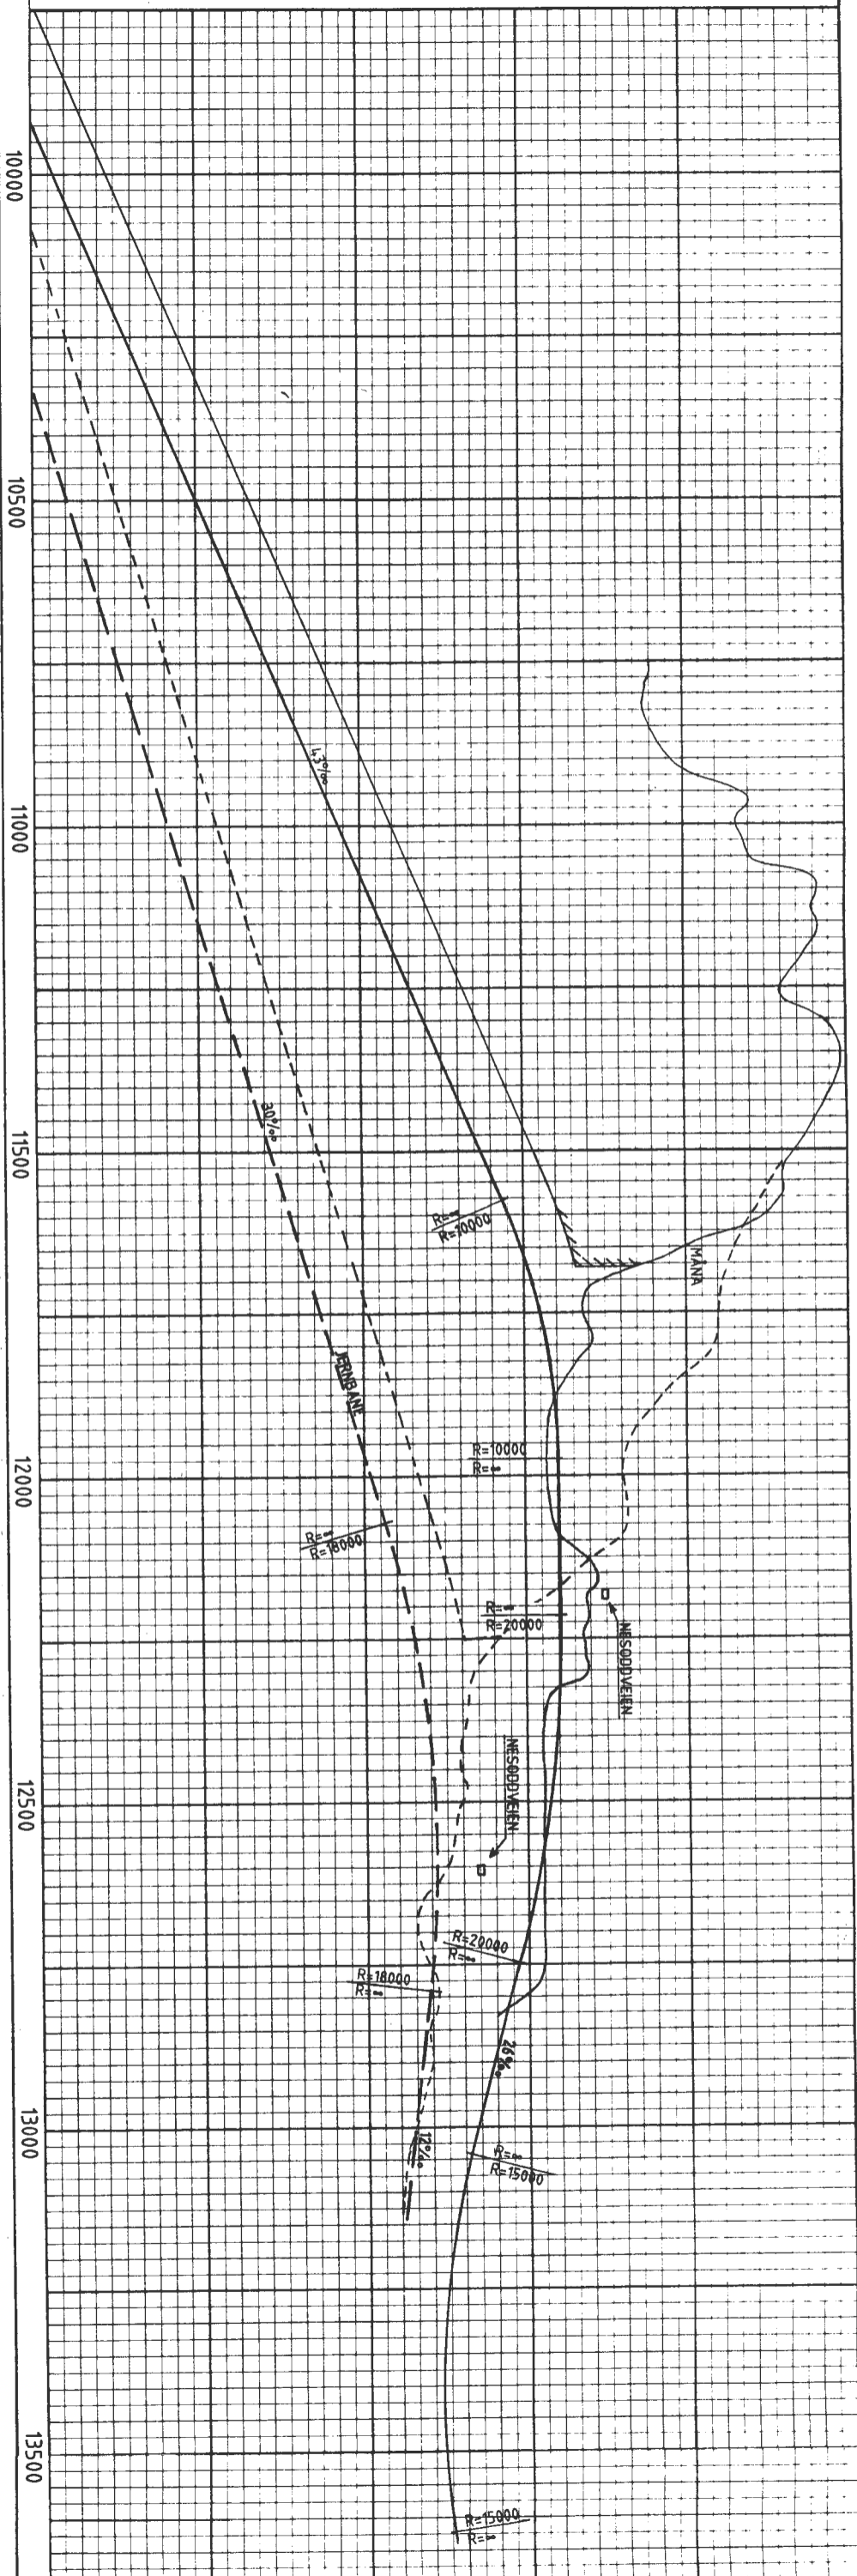 10000
10500
11000
11500
12000
12500
13000
13500
43‰
30‰
R=∞
R=10000
MÅNA
JERNBANE
R=10000
R=∞
R=∞
R=18000
R=∞
R=20000
NESODDVEIEN
NESODDVEIEN
R=20000
R=∞
R=18000
R=∞
26‰
12‰
R=∞
R=15000
R=15000
R=∞